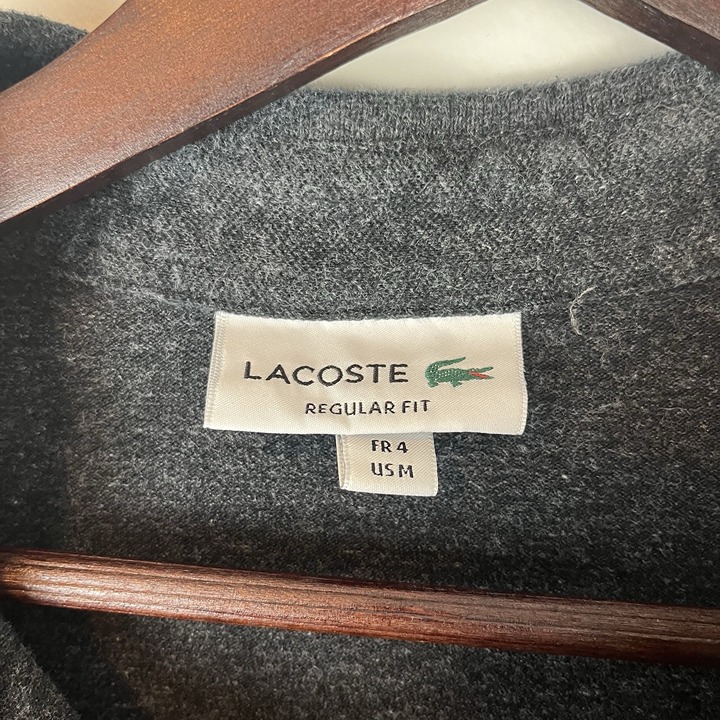 LACOSTE
REGULAR FIT
FR 4
US M